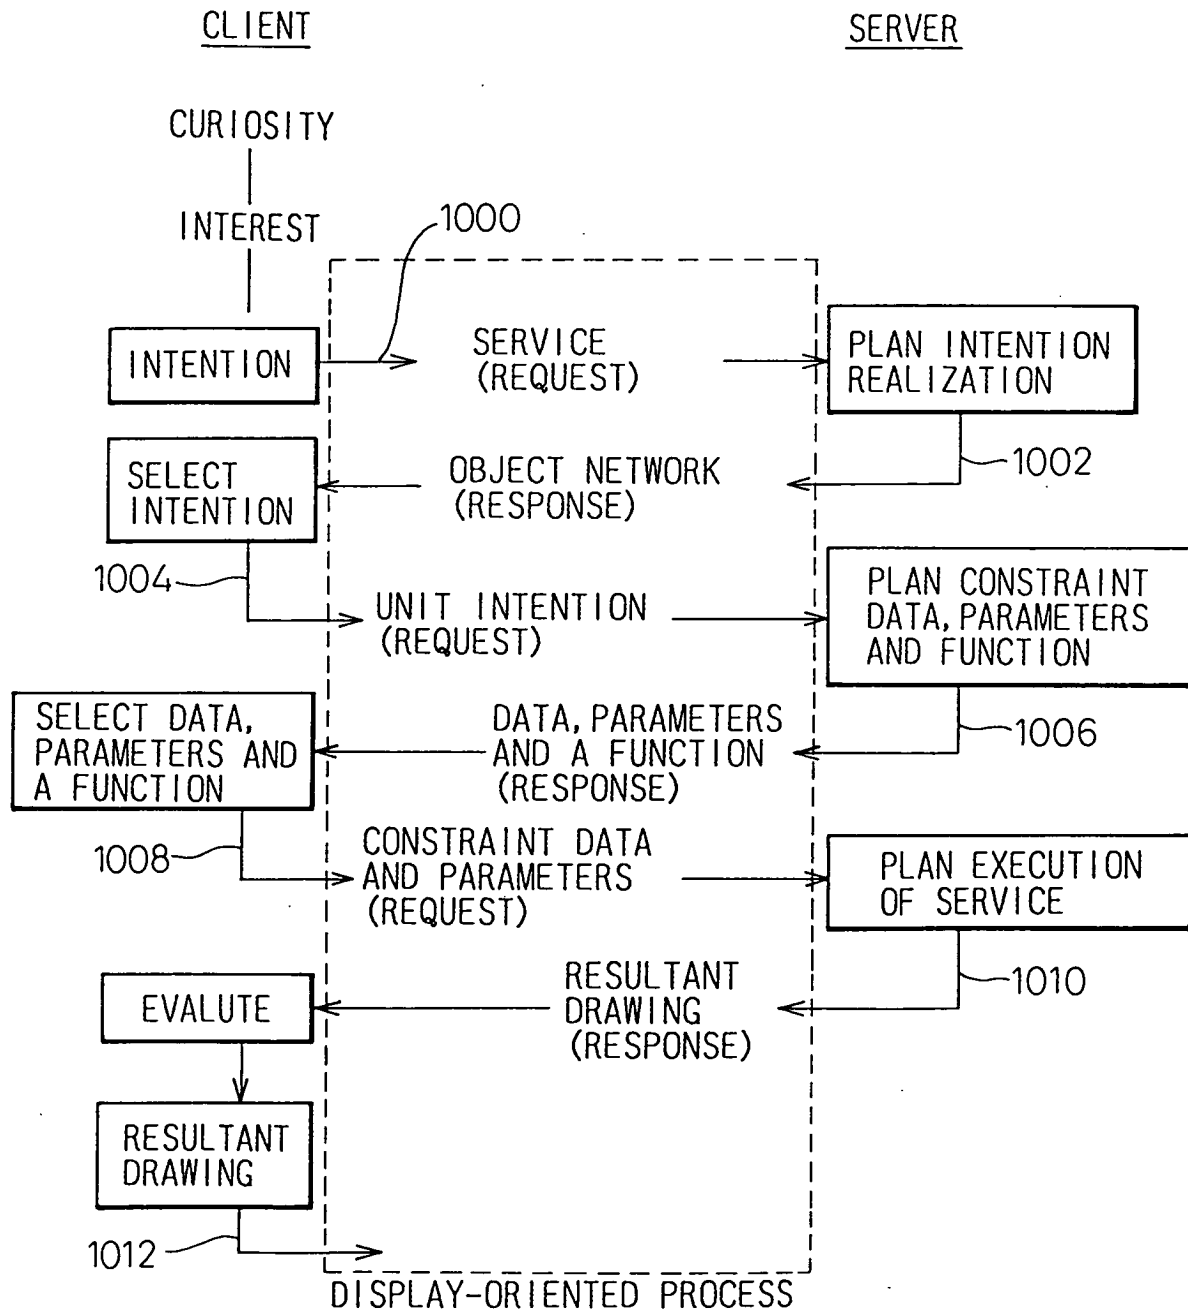 CLIENT
SERVER
CURIOSITY
INTEREST
1000
INTENTION
SERVICE
(REQUEST)
PLAN INTENTION
REALIZATION
1002
SELECT
INTENTION
OBJECT NETWORK
(RESPONSE)
1004
UNIT INTENTION
(REQUEST)
PLAN CONSTRAINT
DATA, PARAMETERS
AND FUNCTION
1006
SELECT DATA,
PARAMETERS AND
A FUNCTION
DATA, PARAMETERS
AND A FUNCTION
(RESPONSE)
1008
CONSTRAINT DATA
AND PARAMETERS
(REQUEST)
PLAN EXECUTION
OF SERVICE
1010
EVALUTE
RESULTANT
DRAWING
(RESPONSE)
RESULTANT
DRAWING
1012
DISPLAY-ORIENTED PROCESS